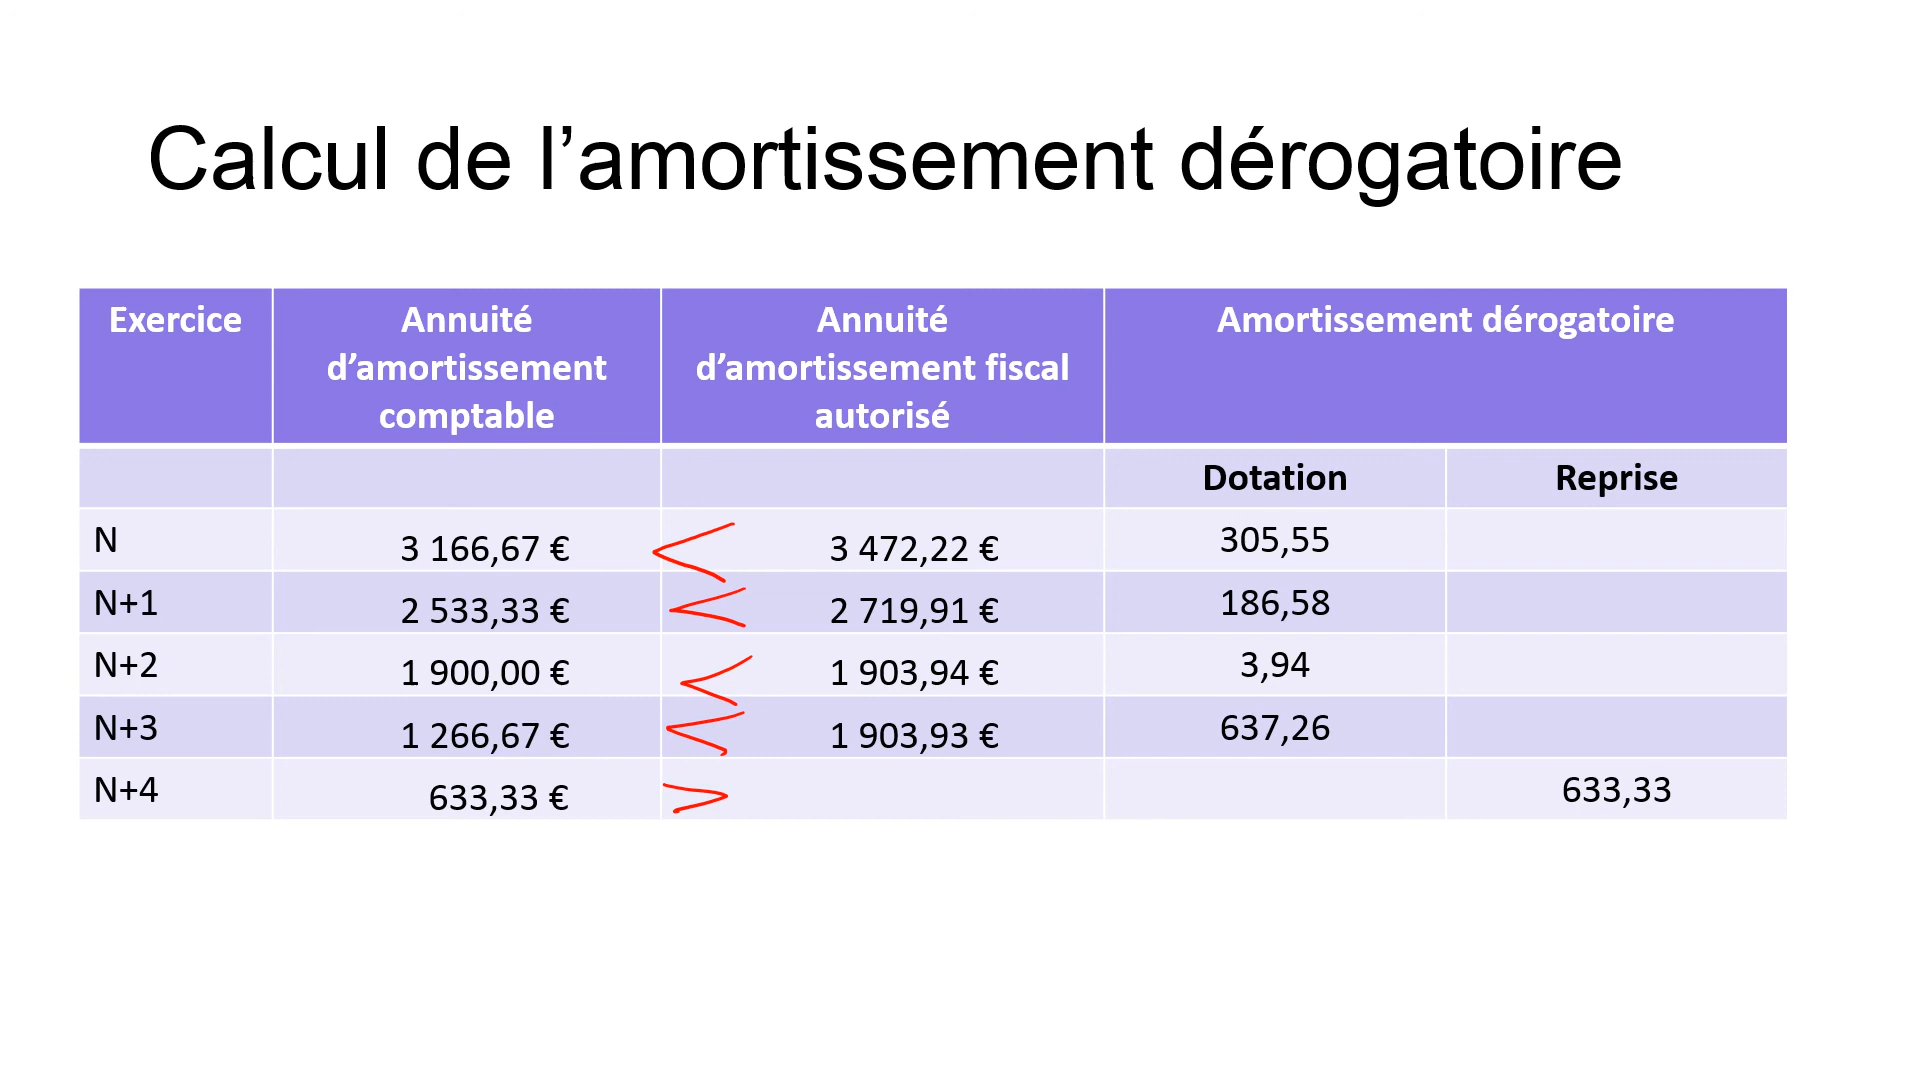 Calcul de l’amortissement dérogatoire
Exercice
Annuité
d’amortissement
comptable
Annuité
d’amortissement fiscal
autorisé
Amortissement dérogatoire
Dotation
Reprise
N
3 166,67 €
<
3 472,22 €
305,55
N+1
2 533,33 €
<
2 719,91 €
186,58
N+2
1 900,00 €
<
1 903,94 €
3,94
N+3
1 266,67 €
<
1 903,93 €
637,26
N+4
633,33 €
>
633,33